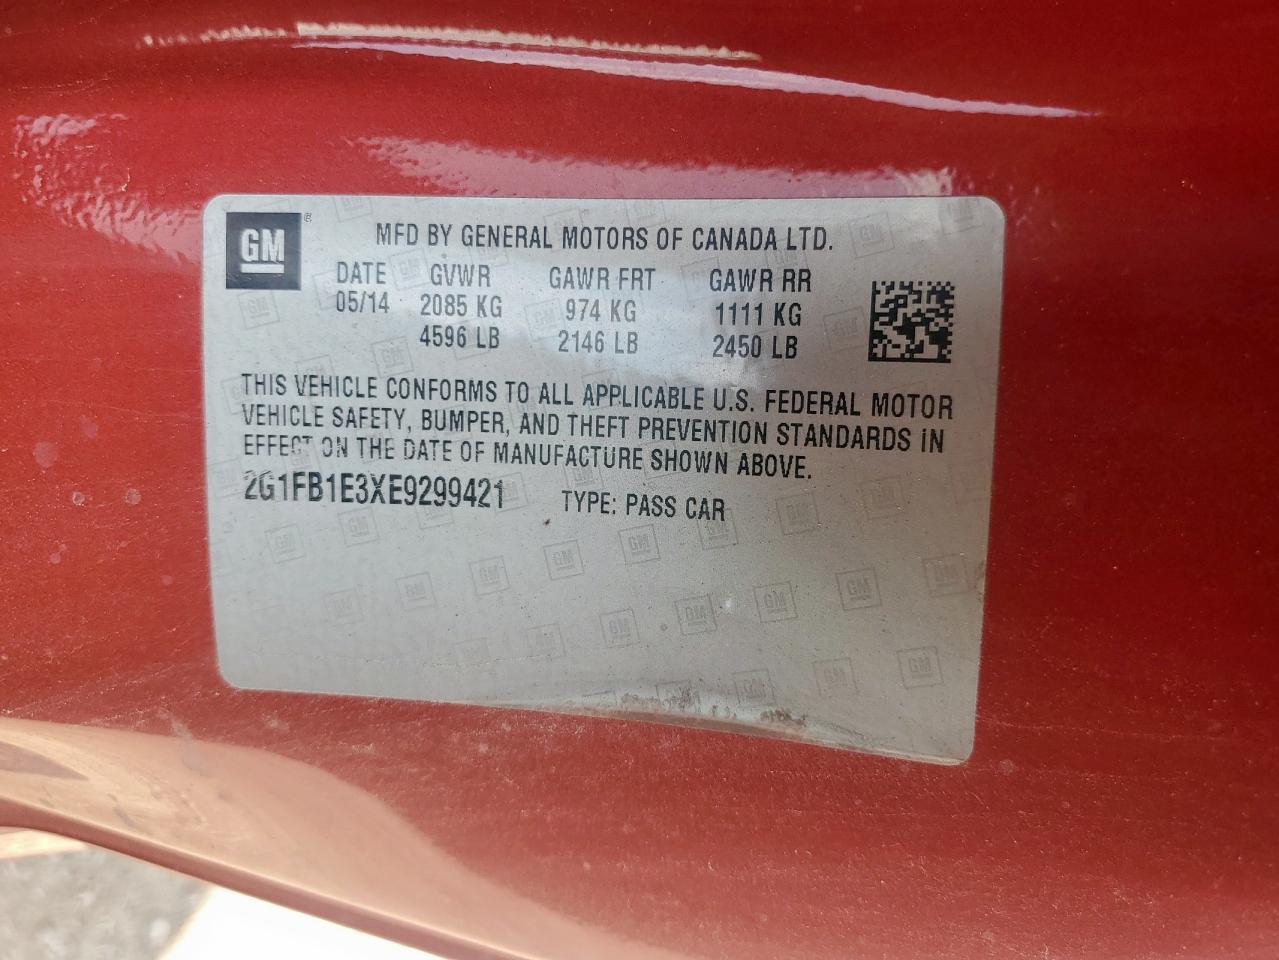 GM ®
MFD BY GENERAL MOTORS OF CANADA LTD.
DATE GVWR GAWR FRT GAWR RR
05/14 2085 KG 974 KG 1111 KG
4596 LB 2146 LB 2450 LB
THIS VEHICLE CONFORMS TO ALL APPLICABLE U.S. FEDERAL MOTOR
VEHICLE SAFETY, BUMPER, AND THEFT PREVENTION STANDARDS IN
EFFECT ON THE DATE OF MANUFACTURE SHOWN ABOVE.
2G1FB1E3XE9299421 TYPE: PASS CAR